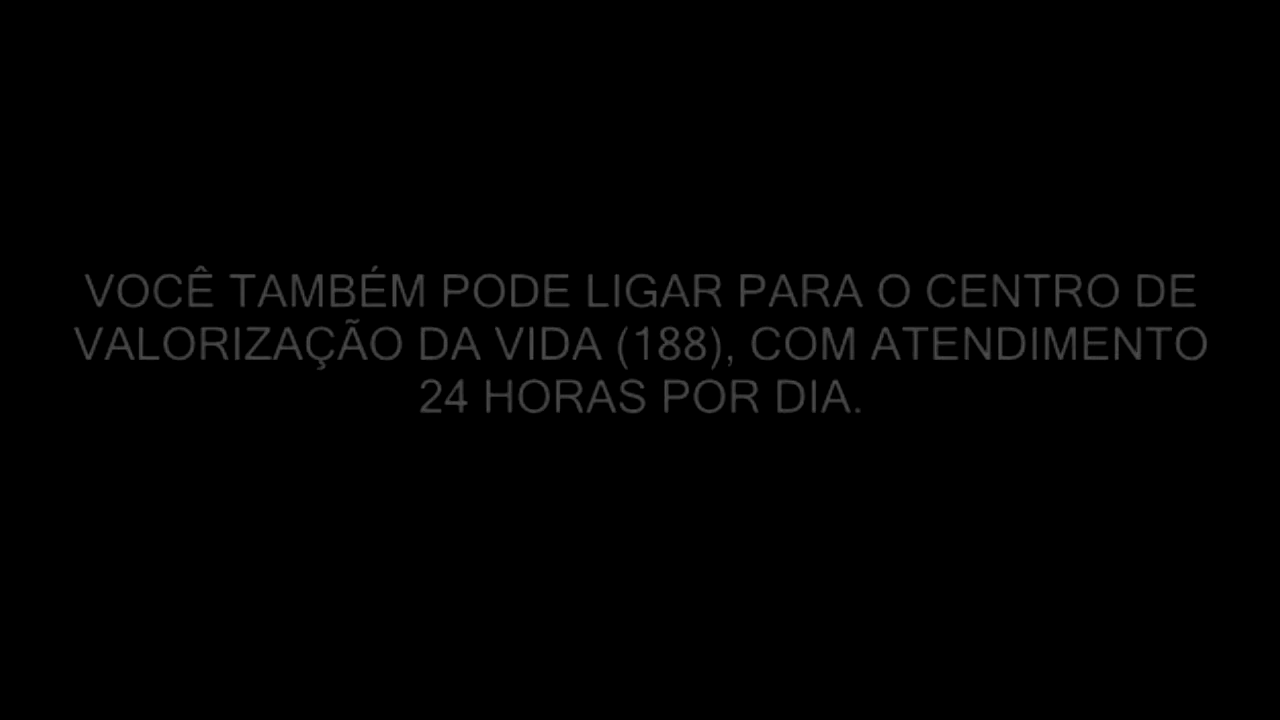 VOCÊ TAMBÉM PODE LIGAR PARA O CENTRO DE
VALORIZAÇÃO DA VIDA (188), COM ATENDIMENTO
24 HORAS POR DIA.